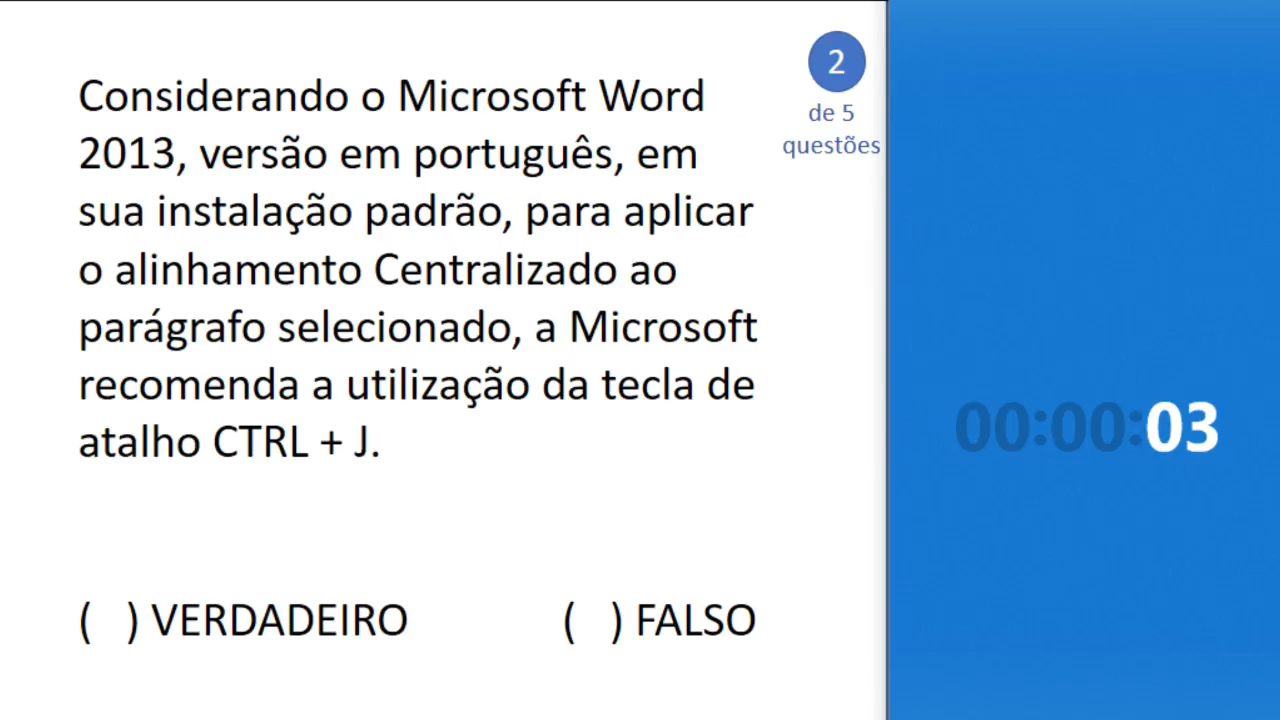 Considerando o Microsoft Word
2013, versão em português, em
sua instalação padrão, para aplicar
o alinhamento Centralizado ao
parágrafo selecionado, a Microsoft
recomenda a utilização da tecla de
atalho CTRL + J.
(   ) VERDADEIRO
(   ) FALSO
2
de 5
questões
00:00:03